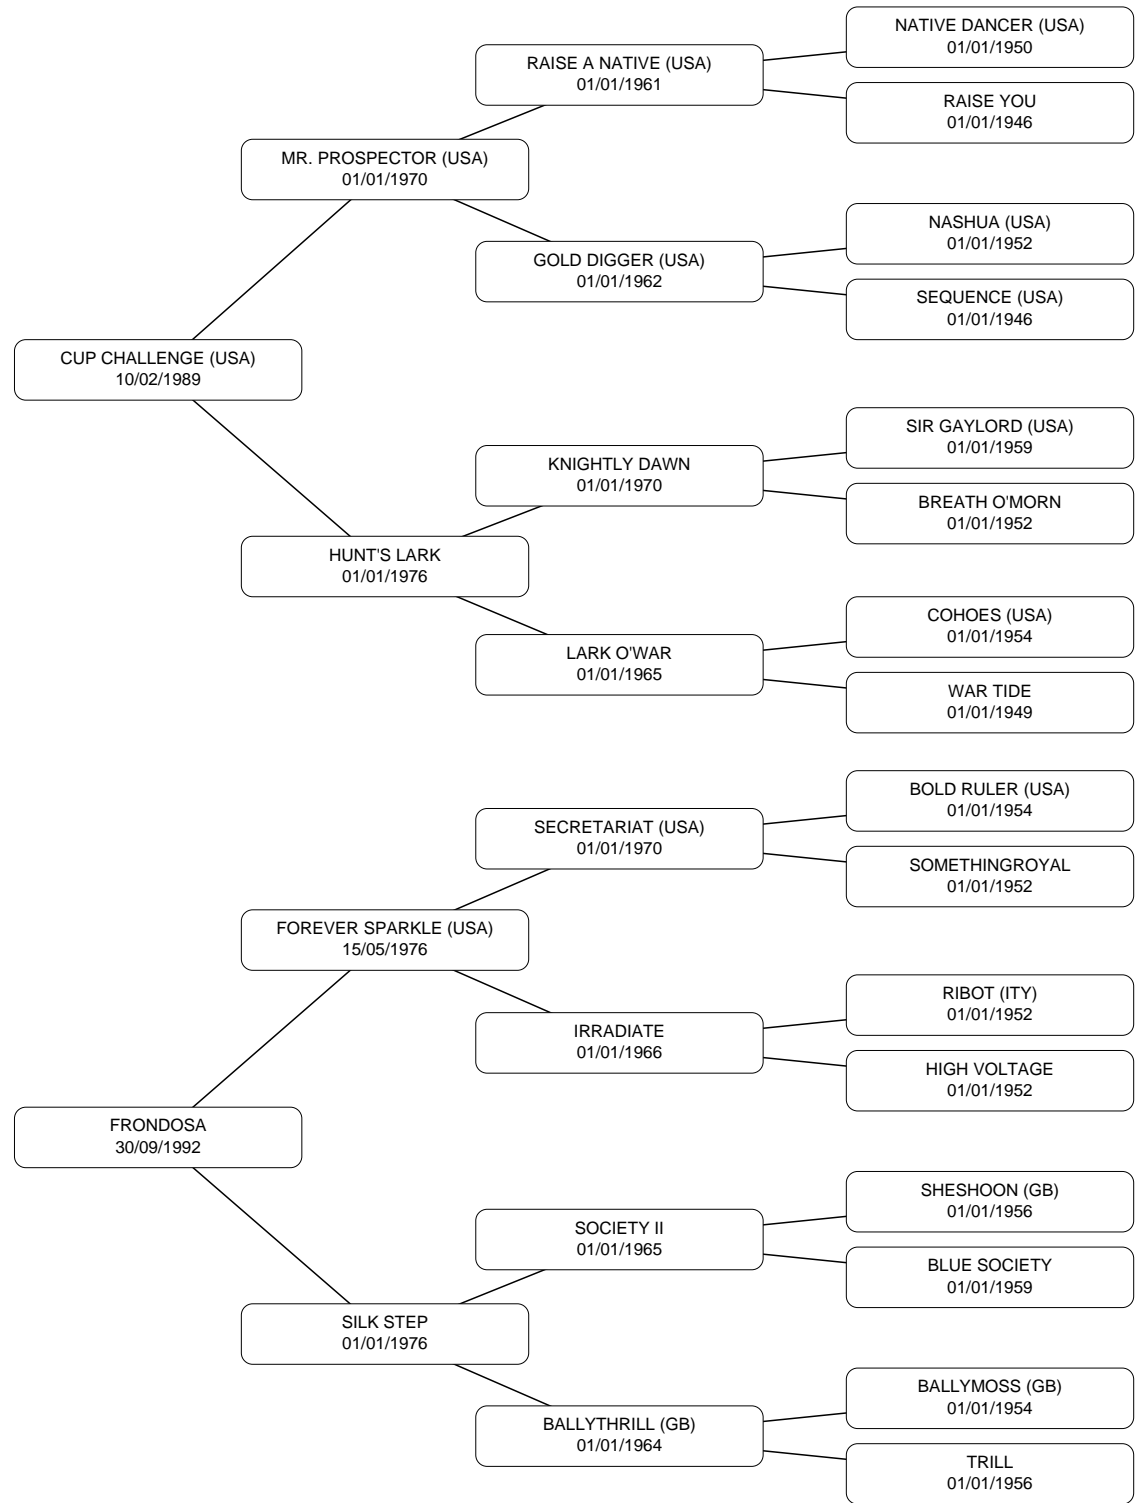 NATIVE DANCER (USA)
01/01/1950
RAISE A NATIVE (USA)
01/01/1961
RAISE YOU
01/01/1946
MR. PROSPECTOR (USA)
01/01/1970
NASHUA (USA)
01/01/1952
GOLD DIGGER (USA)
01/01/1962
SEQUENCE (USA)
01/01/1946
CUP CHALLENGE (USA)
10/02/1989
SIR GAYLORD (USA)
01/01/1959
KNIGHTLY DAWN
01/01/1970
BREATH O'MORN
01/01/1952
HUNT'S LARK
01/01/1976
COHOES (USA)
01/01/1954
LARK O'WAR
01/01/1965
WAR TIDE
01/01/1949
BOLD RULER (USA)
01/01/1954
SECRETARIAT (USA)
01/01/1970
SOMETHINGROYAL
01/01/1952
FOREVER SPARKLE (USA)
15/05/1976
RIBOT (ITY)
01/01/1952
IRRADIATE
01/01/1966
HIGH VOLTAGE
01/01/1952
FRONDOSA
30/09/1992
SHESHOON (GB)
01/01/1956
SOCIETY II
01/01/1965
BLUE SOCIETY
01/01/1959
SILK STEP
01/01/1976
BALLYMOSS (GB)
01/01/1954
BALLYTHRILL (GB)
01/01/1964
TRILL
01/01/1956